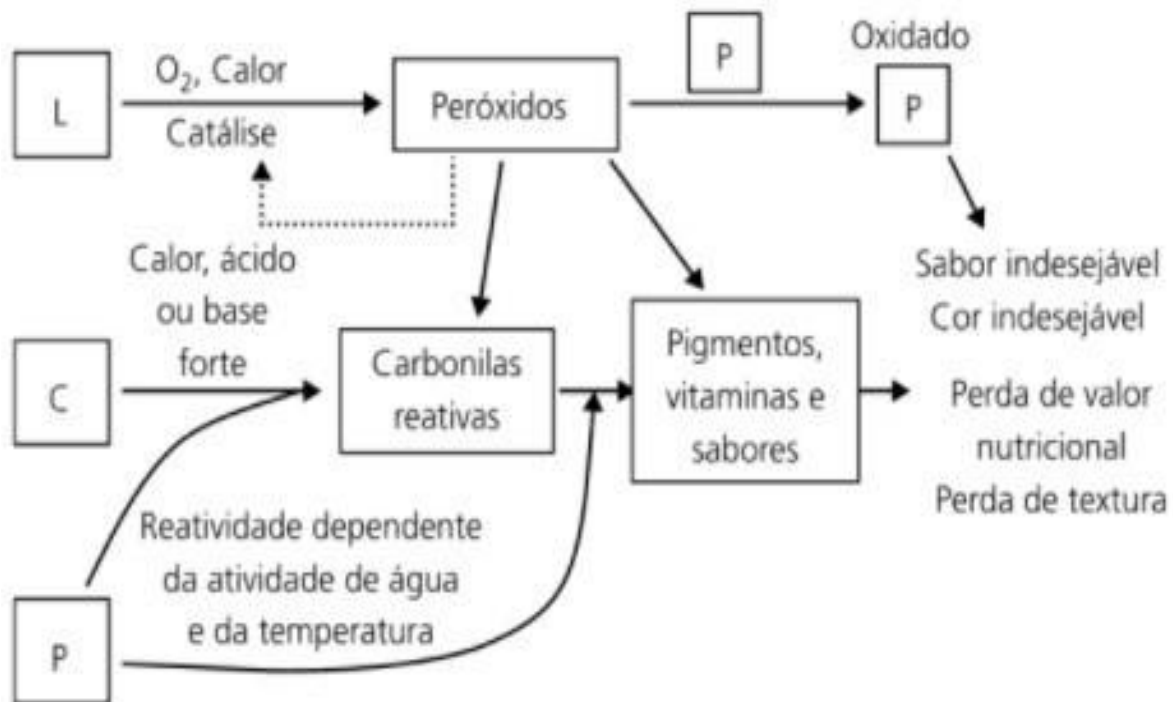 L
O₂, Calor
Catálise
Peróxidos
P
Oxidado
P
Sabor indesejável
Cor indesejável
Calor, ácido
ou base
forte
C
Carbonilas
reativas
Pigmentos,
vitaminas e
sabores
Perda de valor
nutricional
Perda de textura
Reatividade dependente
da atividade de água
e da temperatura
P